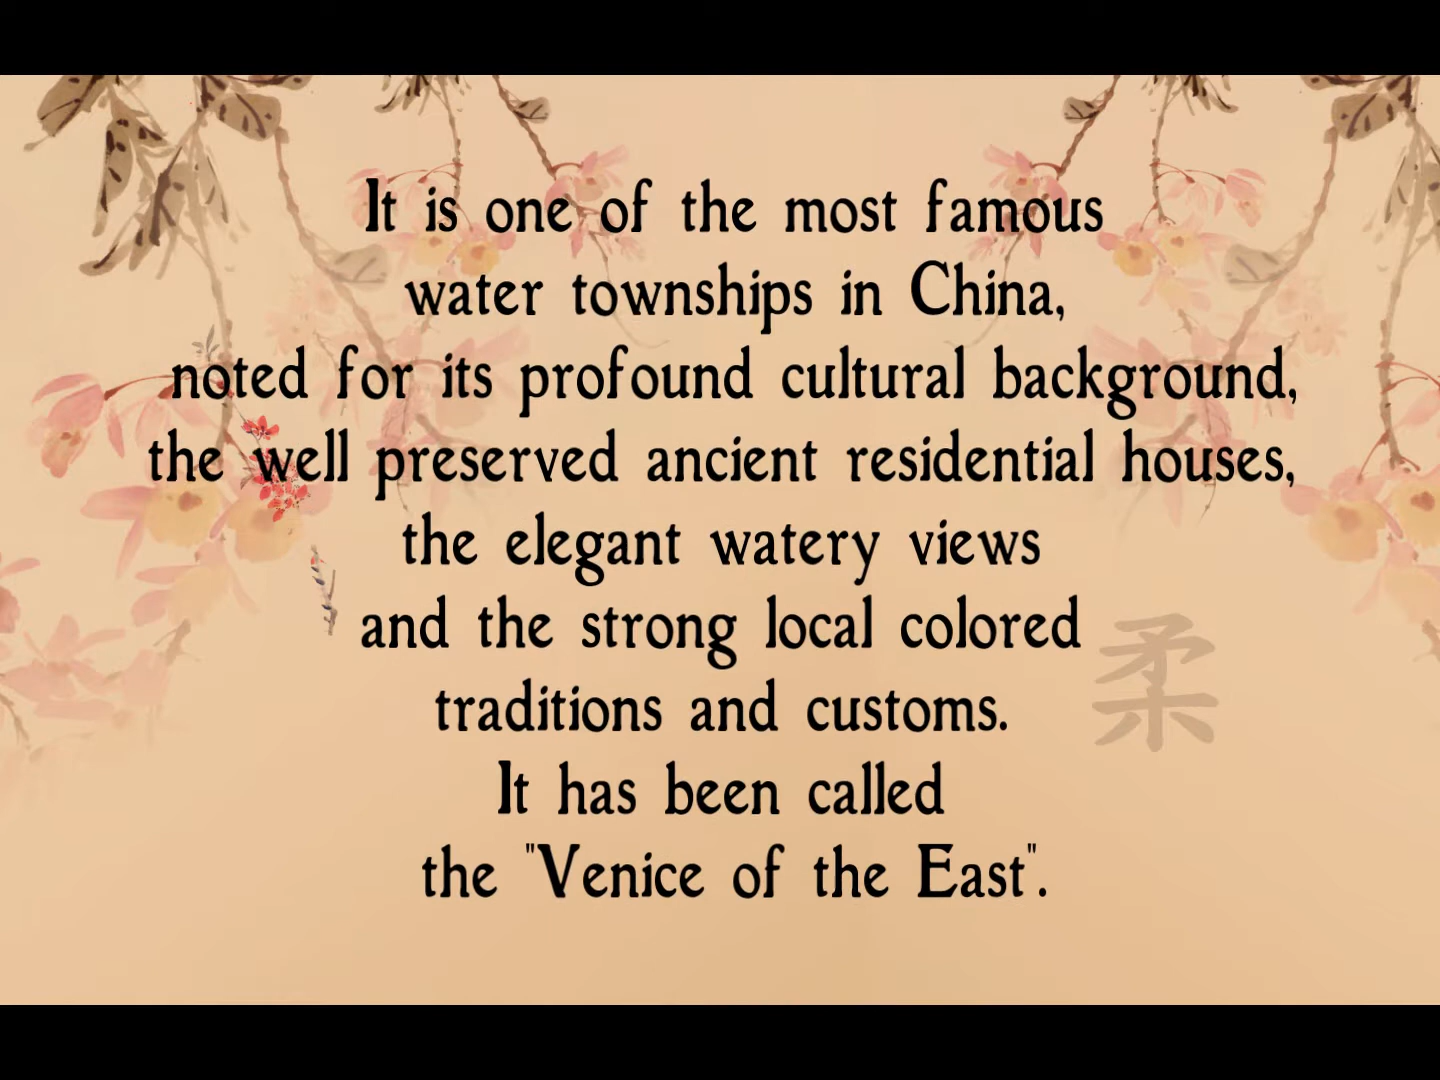 It is one of the most famous
water townships in China,
noted for its profound cultural background,
the well preserved ancient residential houses,
the elegant watery views
and the strong local colored
traditions and customs.
It has been called
the "Venice of the East".
柔